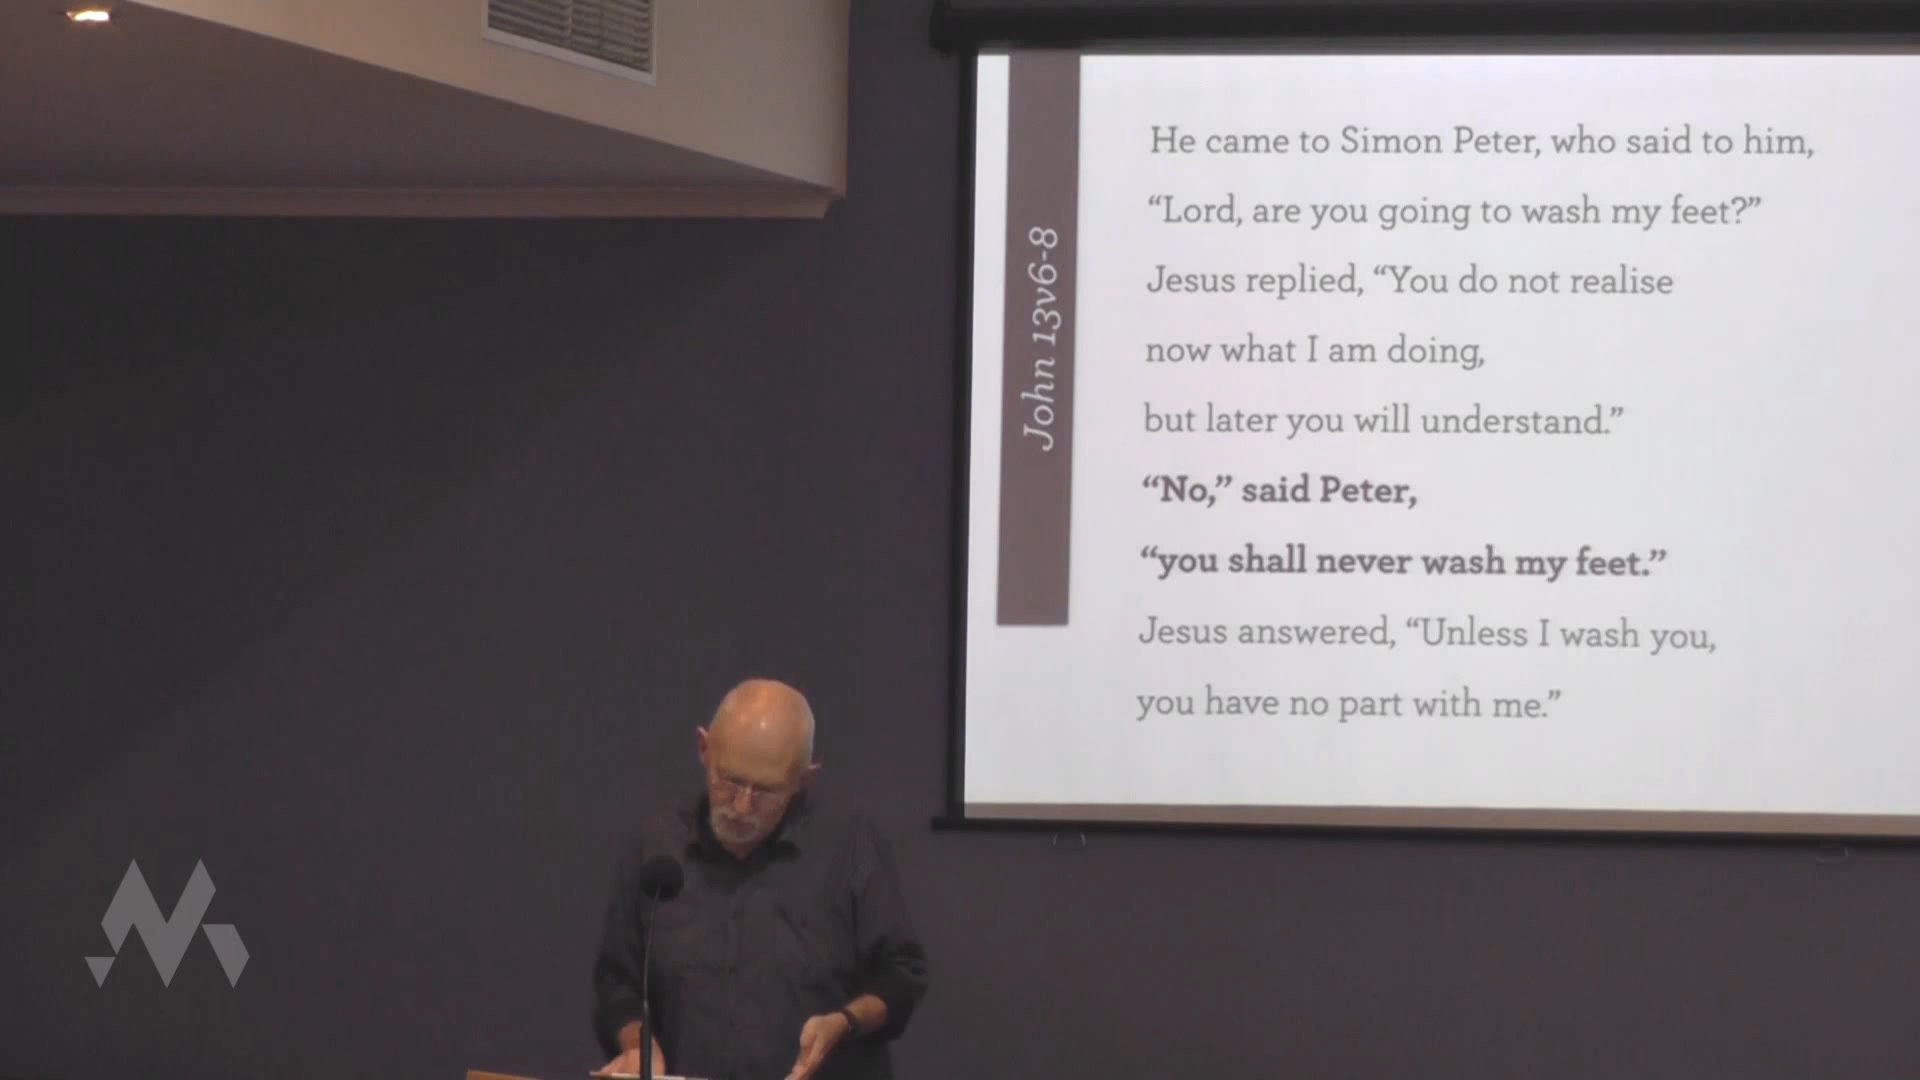 John 13v6-8
He came to Simon Peter, who said to him,
“Lord, are you going to wash my feet?”
Jesus replied, “You do not realise
now what I am doing,
but later you will understand.”
“No,” said Peter,
“you shall never wash my feet.”
Jesus answered, “Unless I wash you,
you have no part with me.”